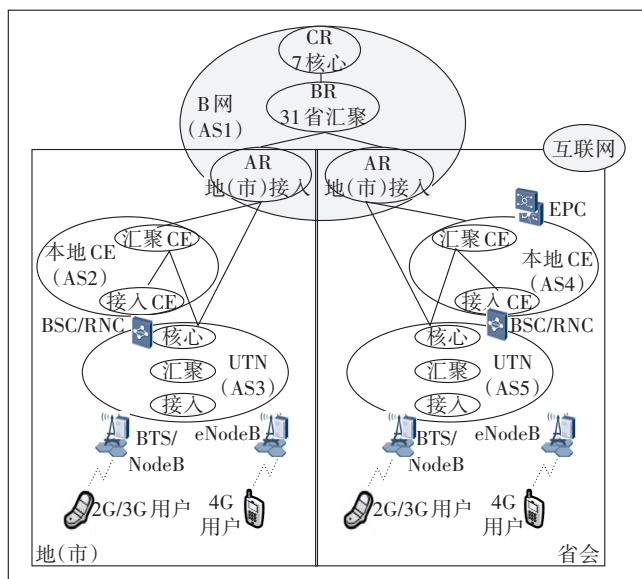 CR
7核心
BR
31省汇聚
B网
(AS1)
互联网
AR
地(市)接入
AR
地(市)接入
EPC
汇聚CE
本地CE
(AS2)
接入CE
汇聚CE
本地CE
(AS4)
接入CE
BSC/RNC
BSC/RNC
核心
汇聚
接入
UTN
(AS3)
核心
汇聚
接入
UTN
(AS5)
BTS/
NodeB
eNodeB
BTS/
NodeB
eNodeB
2G/3G用户
4G
用户
2G/3G用户
4G
用户
地(市)
省会